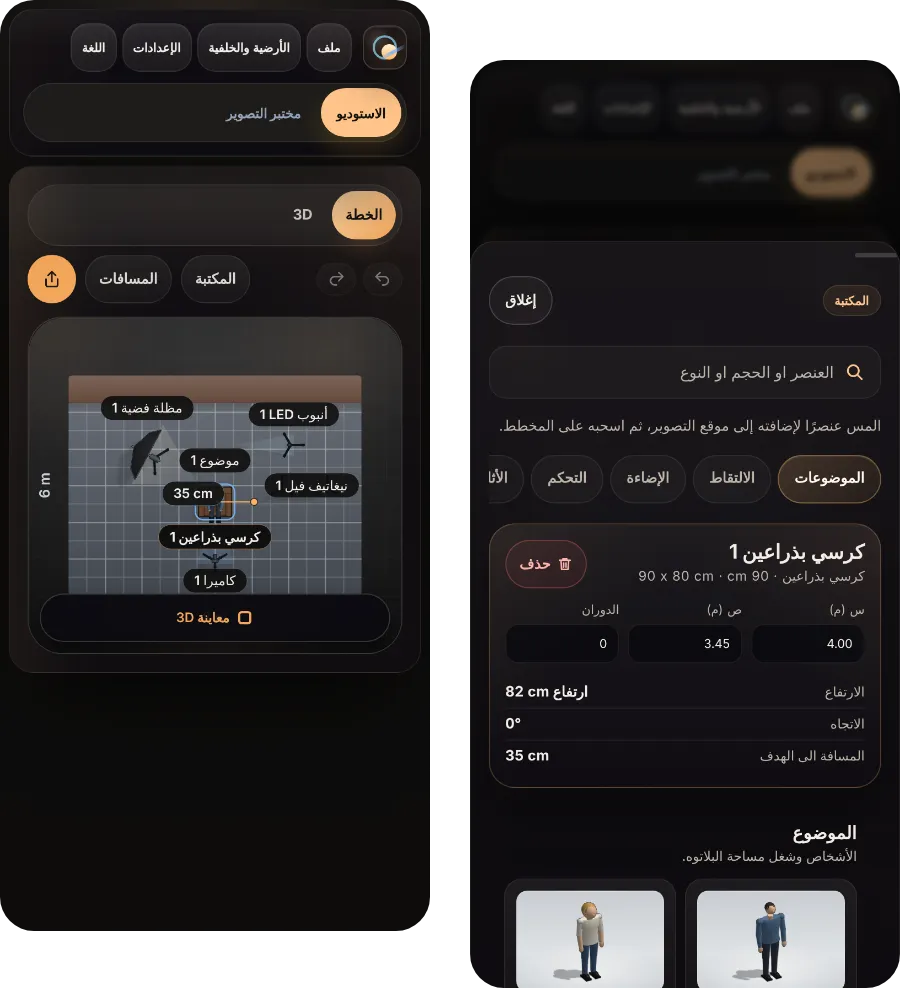 ملف
الأرضية والخلفية
الإعدادات
اللغة
الاستوديو
مختبر التصوير
الخطة
3D
المكتبة
المسافات
مظلة فضية 1
أنبوب LED 1
موضوع 1
نيغاتيف فيل 1
35 cm
كرسي بذراعين 1
كاميرا 1
6 m
معاينة 3D
المكتبة
إغلاق
العنصر او الحجم او النوع
المس عنصرًا لإضافته إلى موقع التصوير، ثم اسحبه على المخطط.
الموضوعات
الالتقاط
الإضاءة
التحكم
الأثا
كرسي بذراعين 1
حذف
كرسي بذراعين · 90 x 80 cm · cm 90
س (م)
ص (م)
الدوران
4.00
3.45
0
الارتفاع
ارتفاع 82 cm
الاتجاه
0°
المسافة الى الهدف
35 cm
الموضوع
الأشخاص وشغل مساحة البلاتوه.